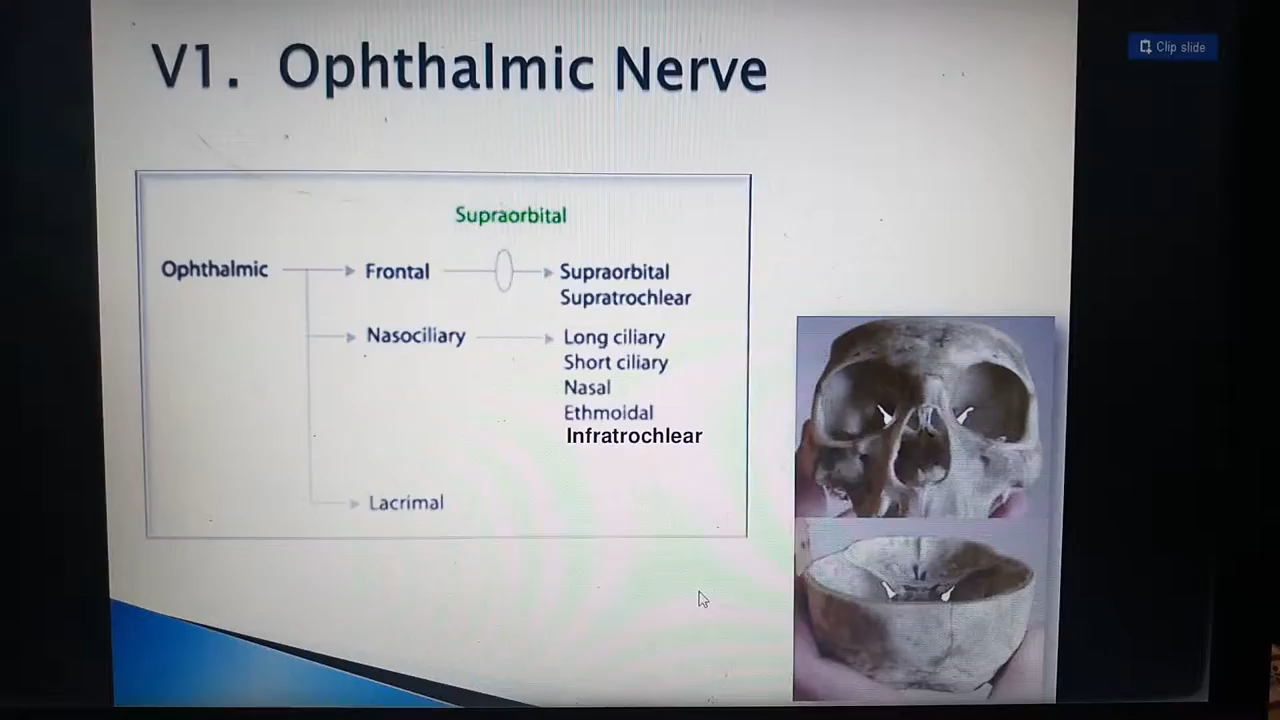 V1. Ophthalmic Nerve
Clip slide
Supraorbital
Ophthalmic
Frontal
Supraorbital
Supratrochlear
Nasociliary
Long ciliary
Short ciliary
Nasal
Ethmoidal
Infratrochlear
Lacrimal